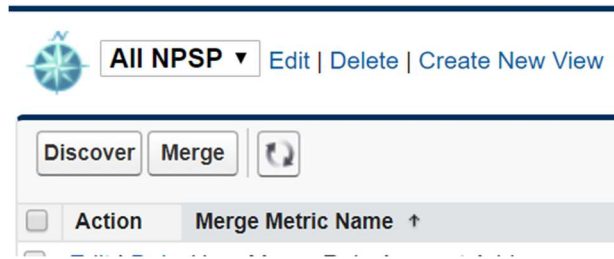 All NPSP ▼ Edit | Delete | Create New View
Discover Merge
Action Merge Metric Name ↑